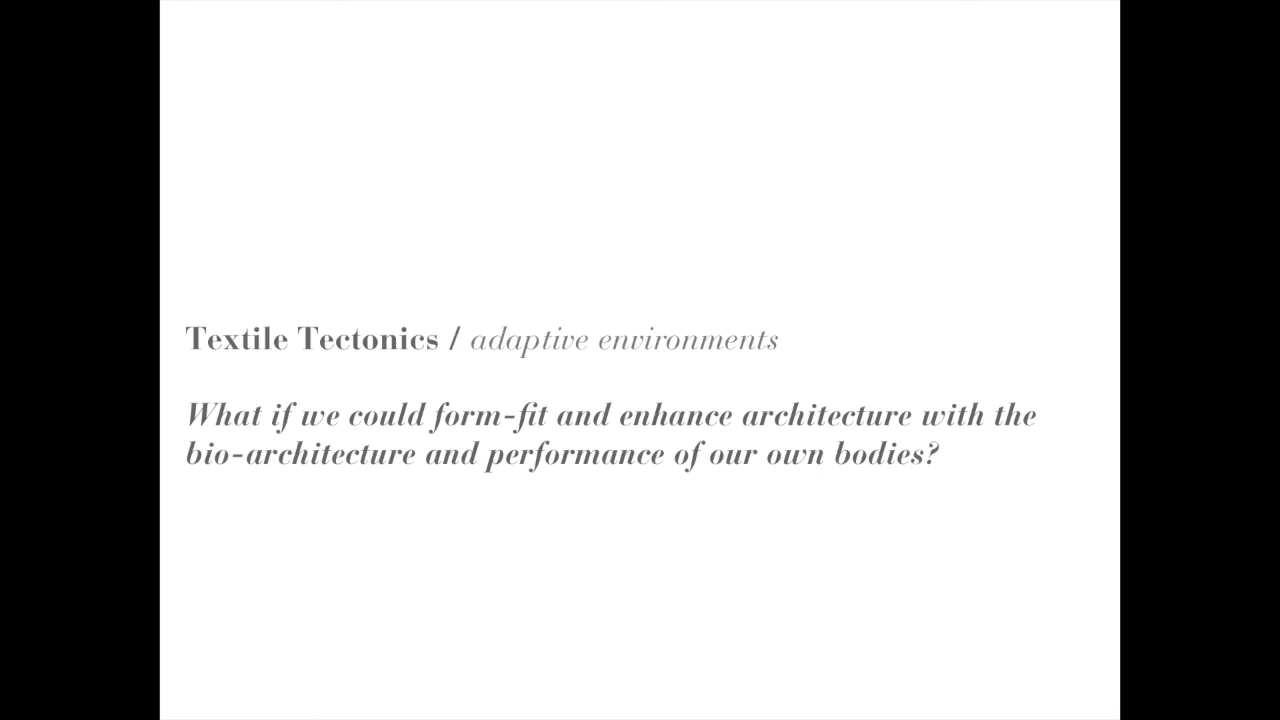 Textile Tectonics / adaptive environments
What if we could form-fit and enhance architecture with the
bio-architecture and performance of our own bodies?